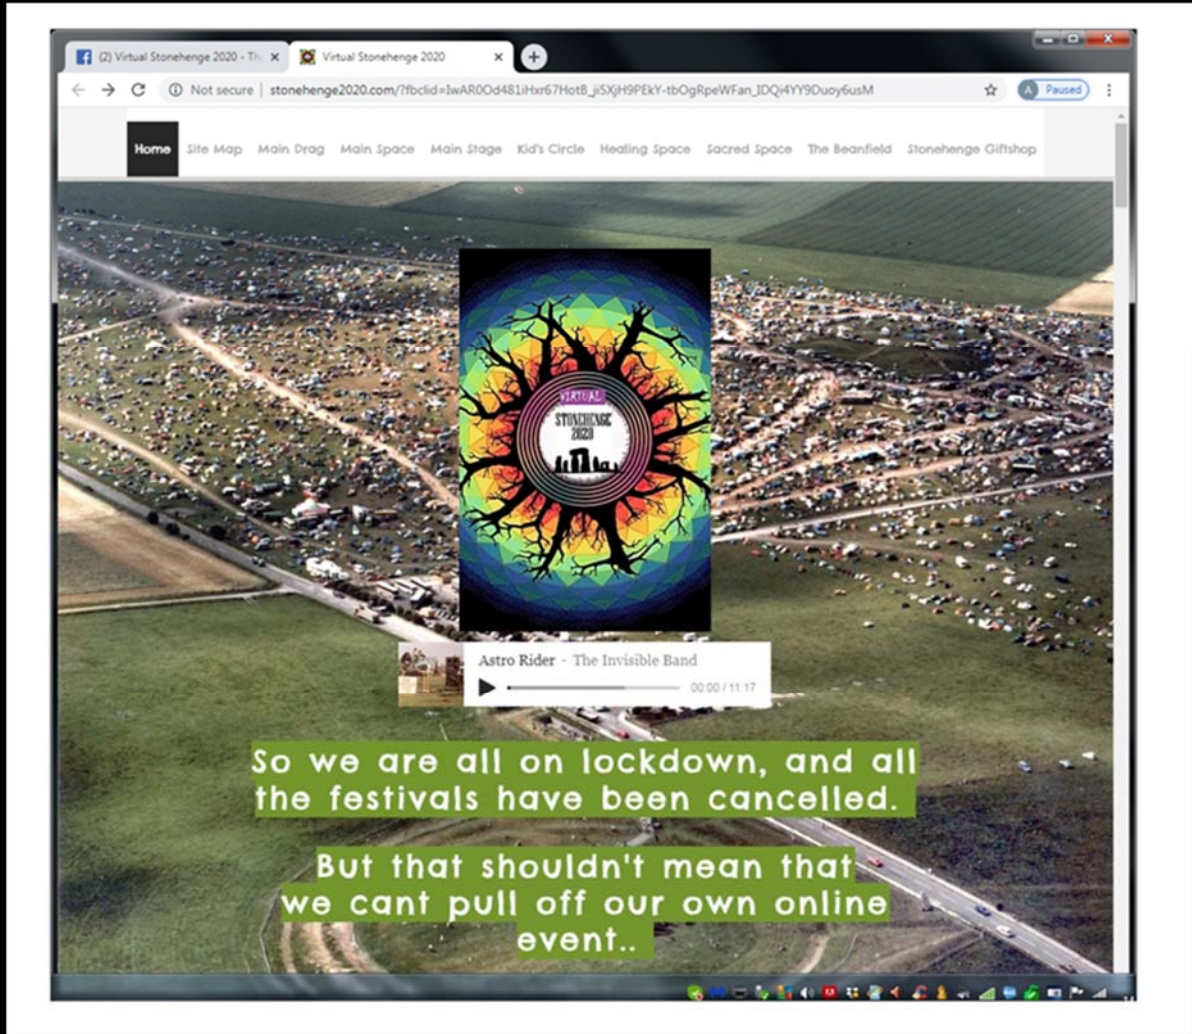 (2) Virtual Stonehenge 2020 - Th
Virtual Stonehenge 2020
Not secure | stonehenge2020.com/?fbclid=IwAR0Od481iHxr67HotB_ji5XjH9PEkY-tbOgRpeWFan_IDQi4YY9Duoy6usM
A Paused
Home Site Map Main Drag Main Space Main Stage Kid's Circle Healing Space Sacred Space The Beanfield Stonehenge Giftshop
VIRTUAL
STONEHENGE
2020
Astro Rider - The Invisible Band
00:00 / 11:17
So we are all on lockdown, and all
the festivals have been cancelled.
But that shouldn't mean that
we cant pull off our own online
event..